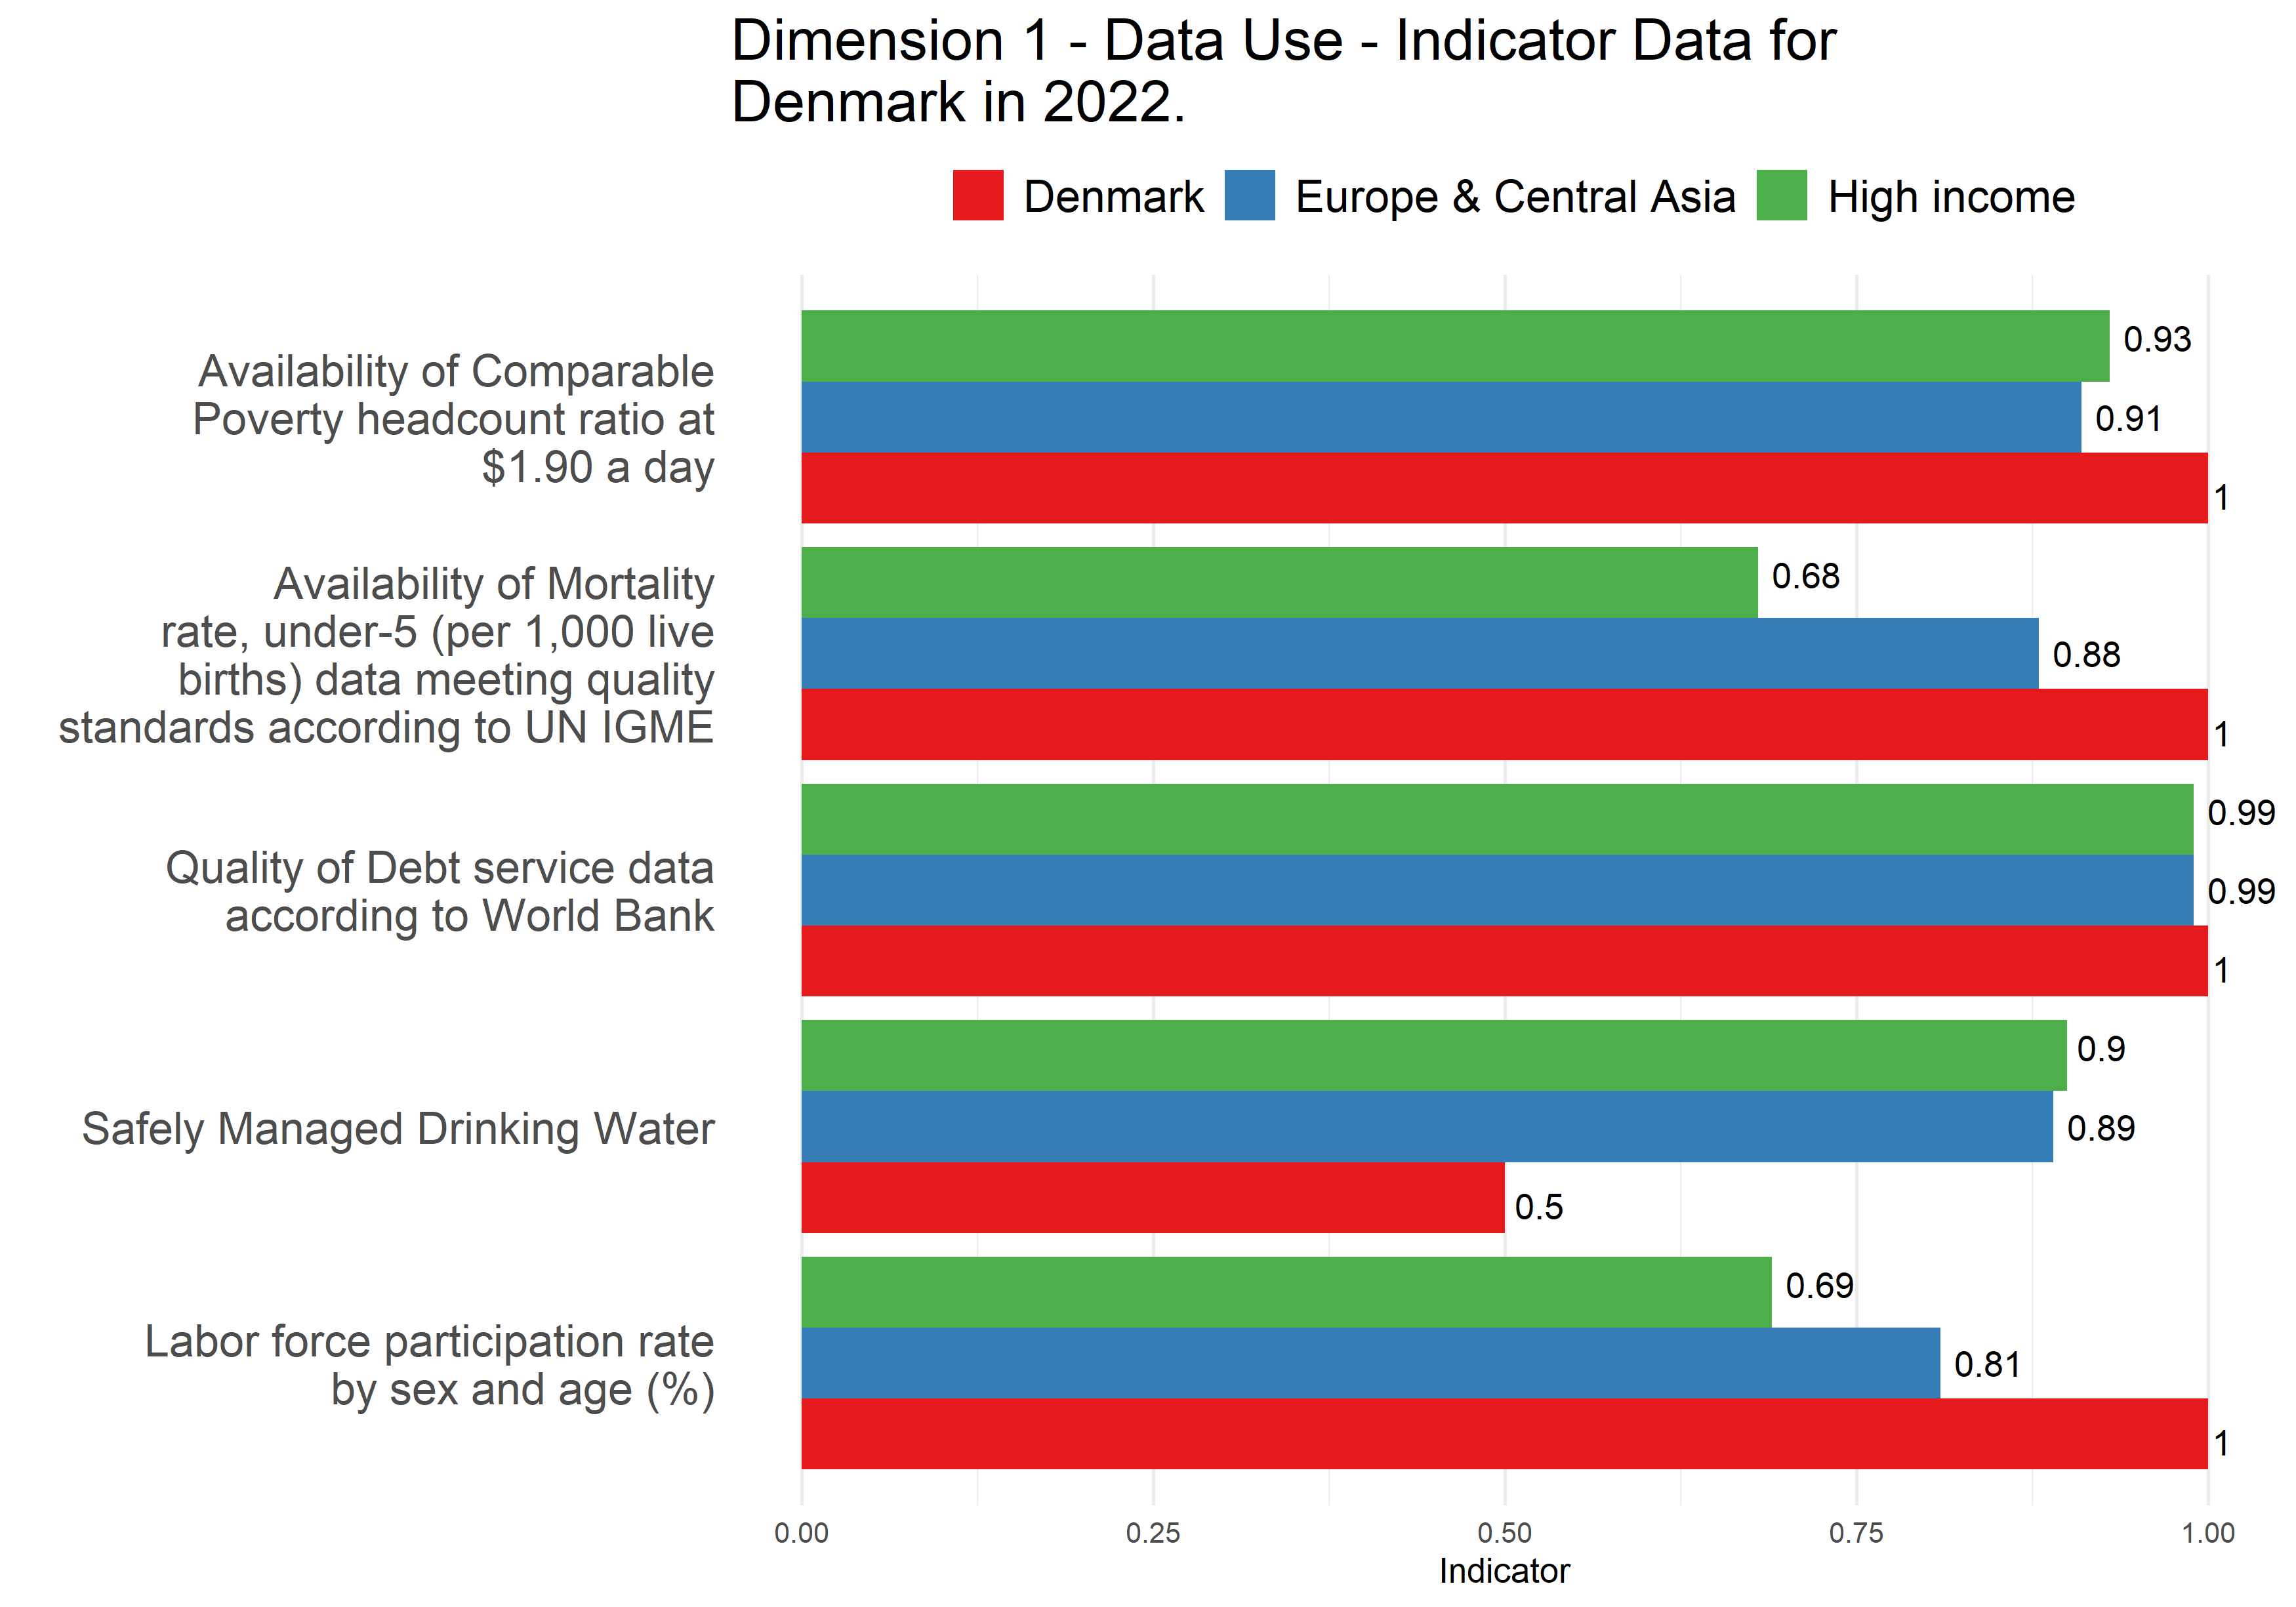 Dimension 1 - Data Use - Indicator Data for
Denmark in 2022.
Denmark
Europe & Central Asia
High income
Availability of Comparable
Poverty headcount ratio at
$1.90 a day
0.93
0.91
1
Availability of Mortality
rate, under-5 (per 1,000 live
births) data meeting quality
standards according to UN IGME
0.68
0.88
1
Quality of Debt service data
according to World Bank
0.99
0.99
1
Safely Managed Drinking Water
0.9
0.89
0.5
Labor force participation rate
by sex and age (%)
0.69
0.81
1
0.00
0.25
0.50
0.75
1.00
Indicator